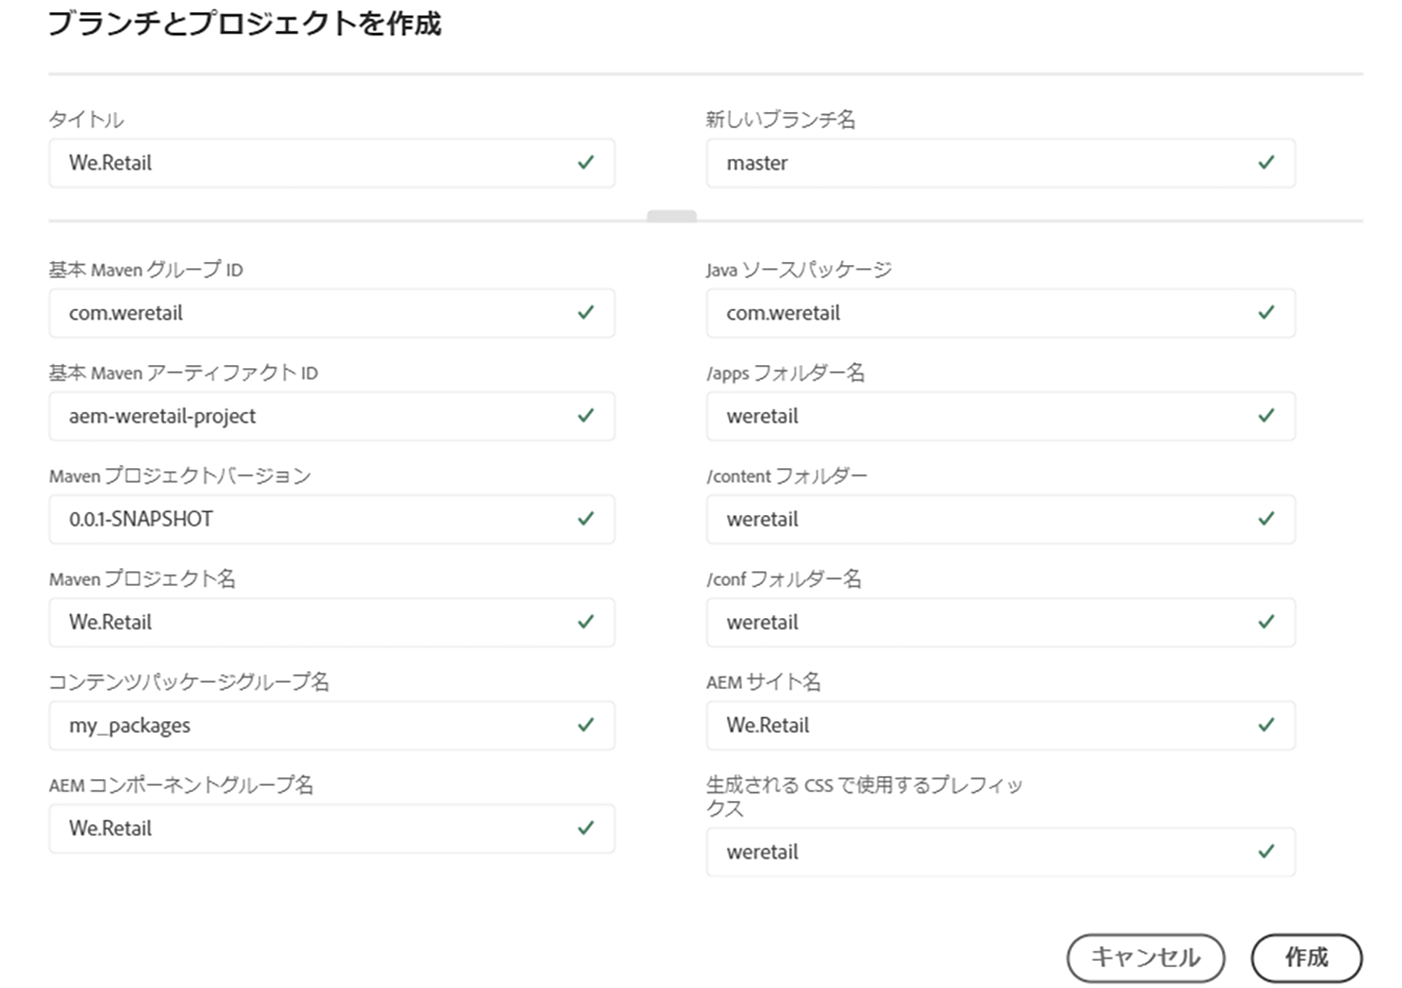 ブランチとプロジェクトを作成
タイトル
We.Retail
新しいブランチ名
master
基本 Maven グループ ID
com.weretail
Java ソースパッケージ
com.weretail
基本 Maven アーティファクト ID
aem-weretail-project
/apps フォルダー名
weretail
Maven プロジェクトバージョン
0.0.1-SNAPSHOT
/content フォルダー
weretail
Maven プロジェクト名
We.Retail
/conf フォルダー名
weretail
コンテンツパッケージグループ名
my_packages
AEM サイト名
We.Retail
AEM コンポーネントグループ名
We.Retail
生成される CSS で使用するプレフィッ
クス
weretail
キャンセル
作成